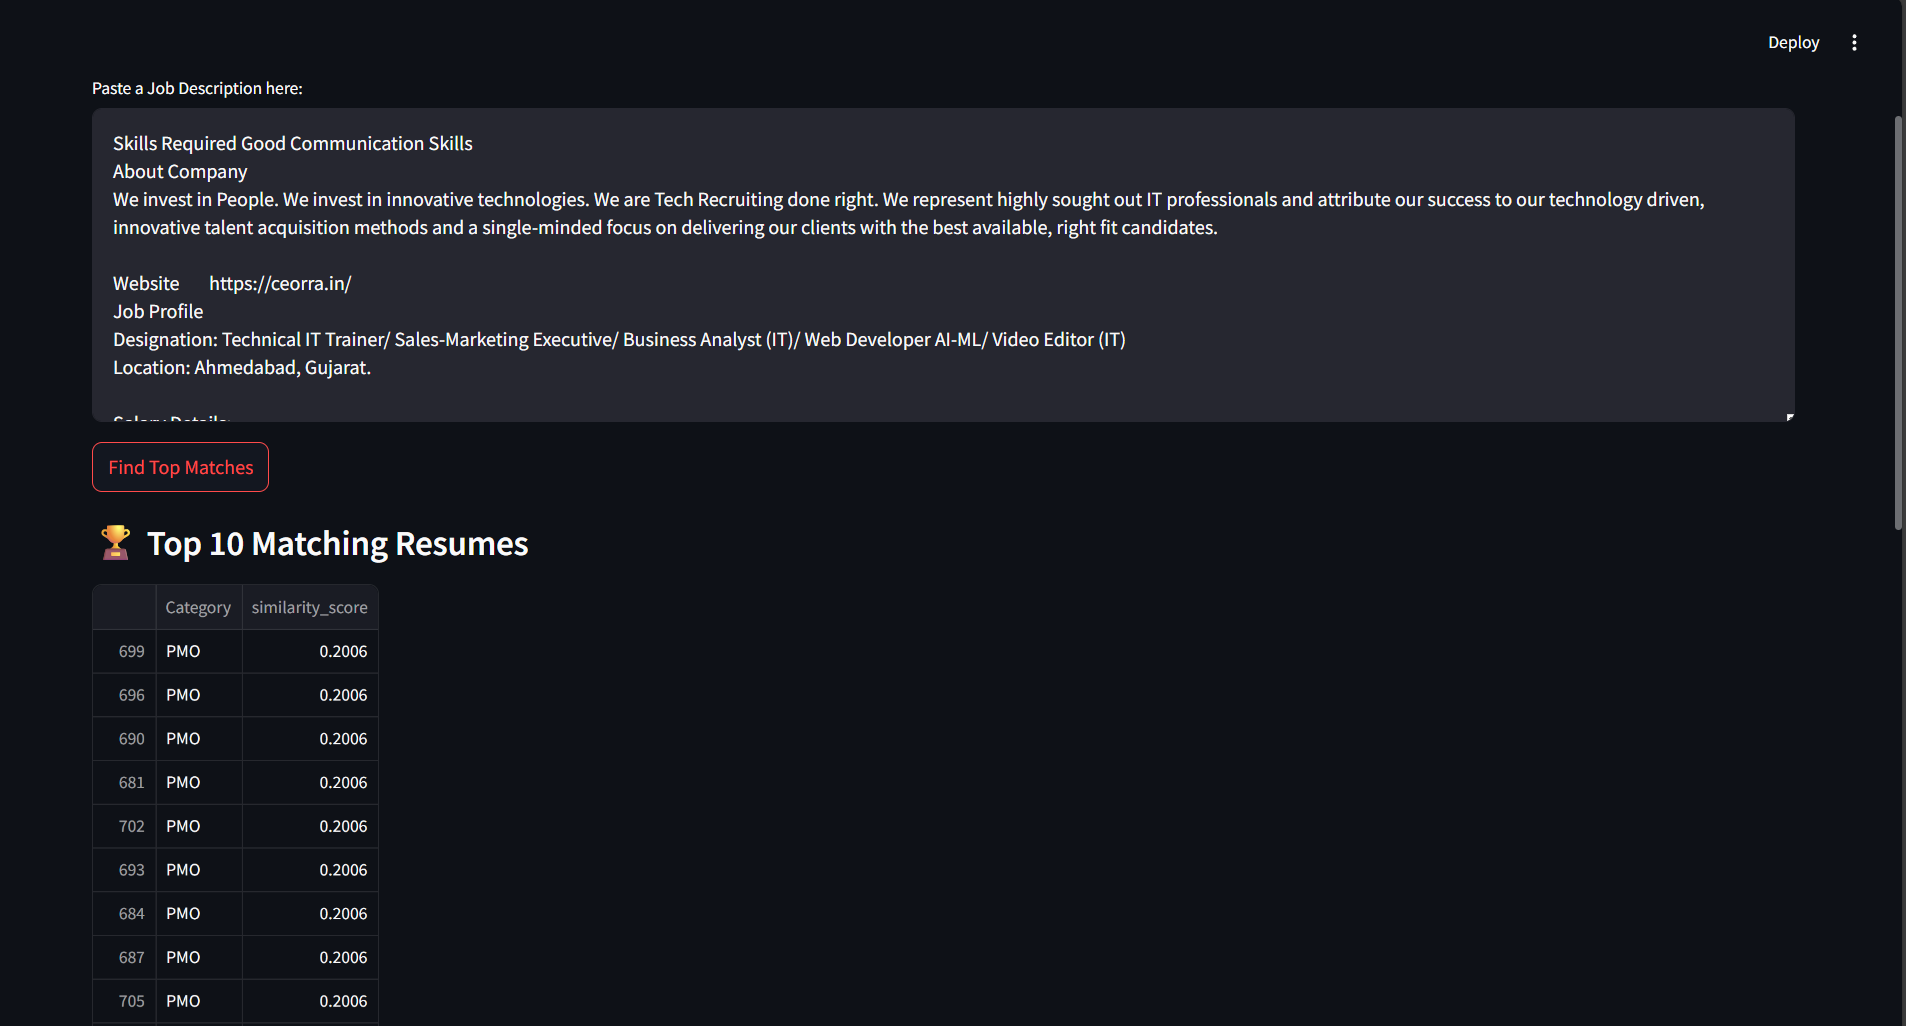 Deploy
Paste a Job Description here:
Skills Required Good Communication Skills
About Company
We invest in People. We invest in innovative technologies. We are Tech Recruiting done right. We represent highly sought out IT professionals and attribute our success to our technology driven,
innovative talent acquisition methods and a single-minded focus on delivering our clients with the best available, right fit candidates.
Website https://ceorra.in/
Job Profile
Designation: Technical IT Trainer/ Sales-Marketing Executive/ Business Analyst (IT)/ Web Developer AI-ML/ Video Editor (IT)
Location: Ahmedabad, Gujarat.
Salary Details:
Find Top Matches
Top 10 Matching Resumes
Category similarity_score
699 PMO 0.2006
696 PMO 0.2006
690 PMO 0.2006
681 PMO 0.2006
702 PMO 0.2006
693 PMO 0.2006
684 PMO 0.2006
687 PMO 0.2006
705 PMO 0.2006